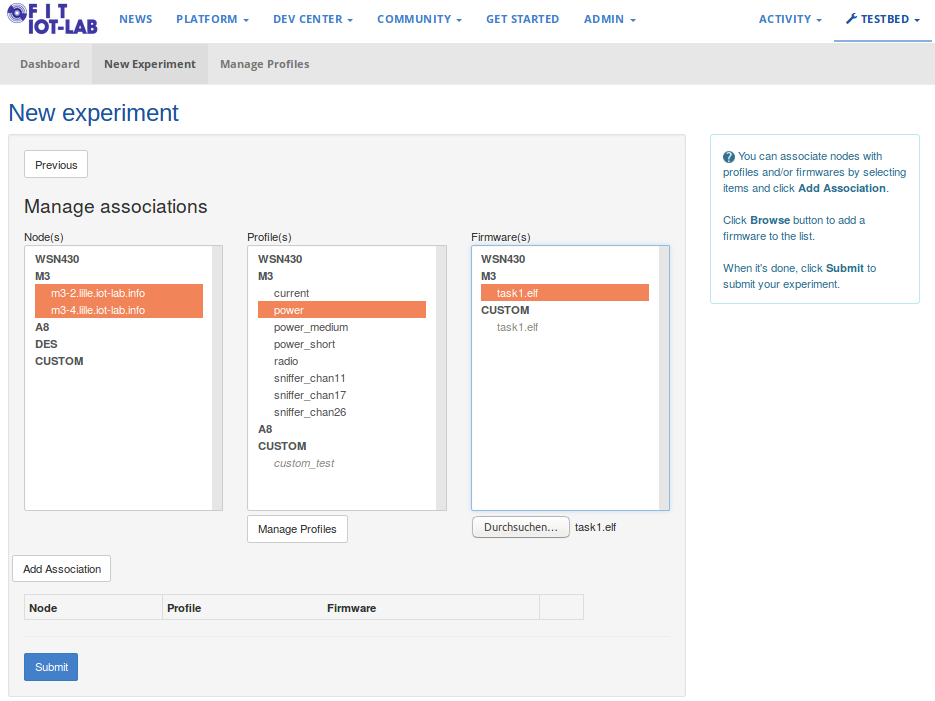 FIT
IOT-LAB
NEWS PLATFORM DEV CENTER COMMUNITY GET STARTED ADMIN ACTIVITY TESTBED
Dashboard New Experiment Manage Profiles
New experiment
Previous
Manage associations
Node(s)
WSN430
M3
m3-2.lille.iot-lab.info
m3-4.lille.iot-lab.info
A8
DES
CUSTOM
Profile(s)
WSN430
M3
current
power
power_medium
power_short
radio
sniffer_chan11
sniffer_chan17
sniffer_chan26
A8
CUSTOM
custom_test
Manage Profiles
Firmware(s)
WSN430
M3
task1.elf
CUSTOM
task1.elf
Durchsuchen... task1.elf
Add Association
Node Profile Firmware
Submit
? You can associate nodes with
profiles and/or firmwares by selecting
items and click Add Association.
Click Browse button to add a
firmware to the list.
When it's done, click Submit to
submit your experiment.